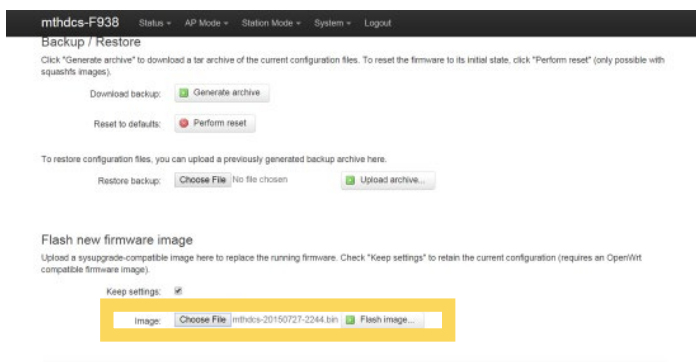 mthdcs-F938 Status AP Mode Station Mode System Logout
Backup / Restore
Click "Generate archive" to download a tar archive of the current configuration files. To reset the firmware to its initial state, click "Perform reset" (only possible with
squashfs images).
Download backup: Generate archive
Reset to defaults: Perform reset
To restore configuration files, you can upload a previously generated backup archive here.
Restore backup: Choose File No file chosen Upload archive...
Flash new firmware image
Upload a sysupgrade-compatible image here to replace the running firmware. Check "Keep settings" to retain the current configuration (requires an OpenWrt
compatible firmware image).
Keep settings:
Image: Choose File mthdcs-20150727-2244.bin Flash image...